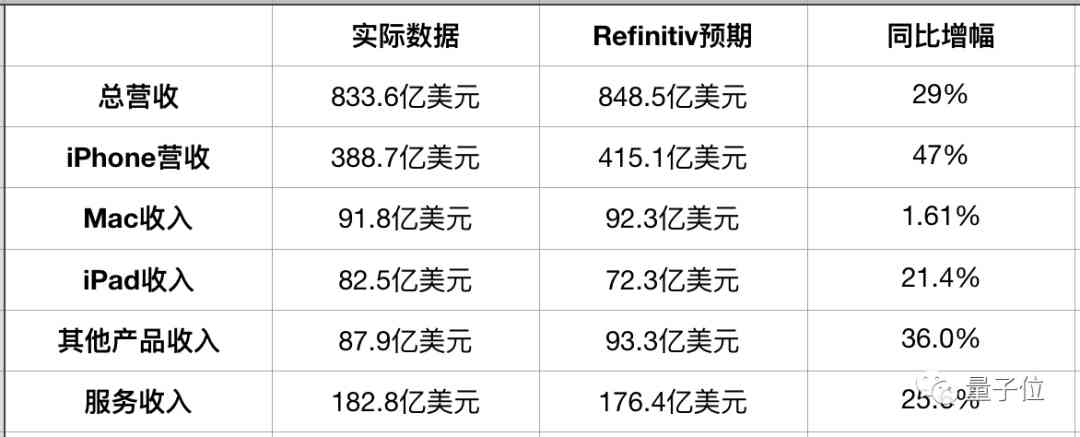 实际数据 Refinitiv预期 同比增幅
总营收 833.6亿美元 848.5亿美元 29%
iPhone营收 388.7亿美元 415.1亿美元 47%
Mac收入 91.8亿美元 92.3亿美元 1.61%
iPad收入 82.5亿美元 72.3亿美元 21.4%
其他产品收入 87.9亿美元 93.3亿美元 36.0%
服务收入 182.8亿美元 176.4亿美元
量子位